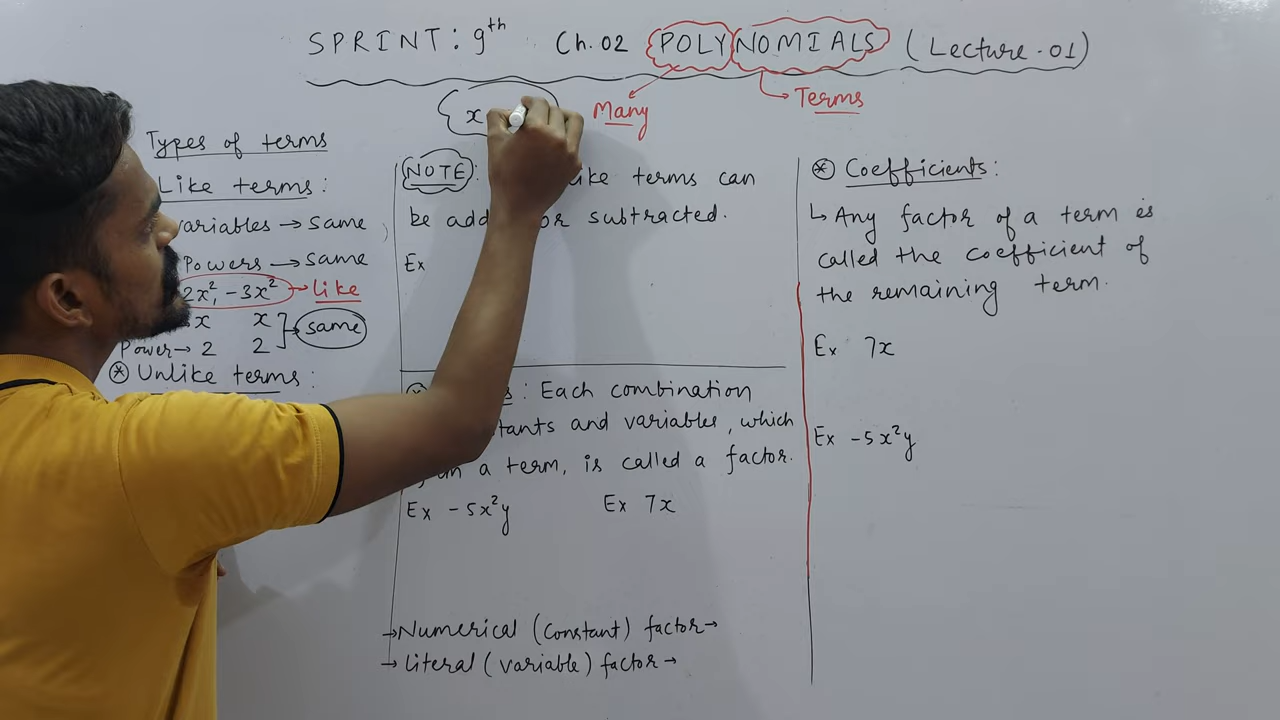 SPRINT: 9th Ch. 02 POLYNOMIALS (Lecture-01)
Many
Terms
x
Types of terms
Like terms:
variables → same
Powers → same
2x², -3x² → like
x x
Power → 2 2 → same
* Unlike terms:
NOTE: like terms can
be add or subtracted.
Ex
: Each combination
and variables, which
a term, is called a factor.
Ex -5x²y Ex 7x
→ Numerical (Constant) factor →
→ Literal (variable) factor →
* Coefficients:
↳ Any factor of a term is
called the coefficient of
the remaining term.
Ex 7x
Ex -5x²y